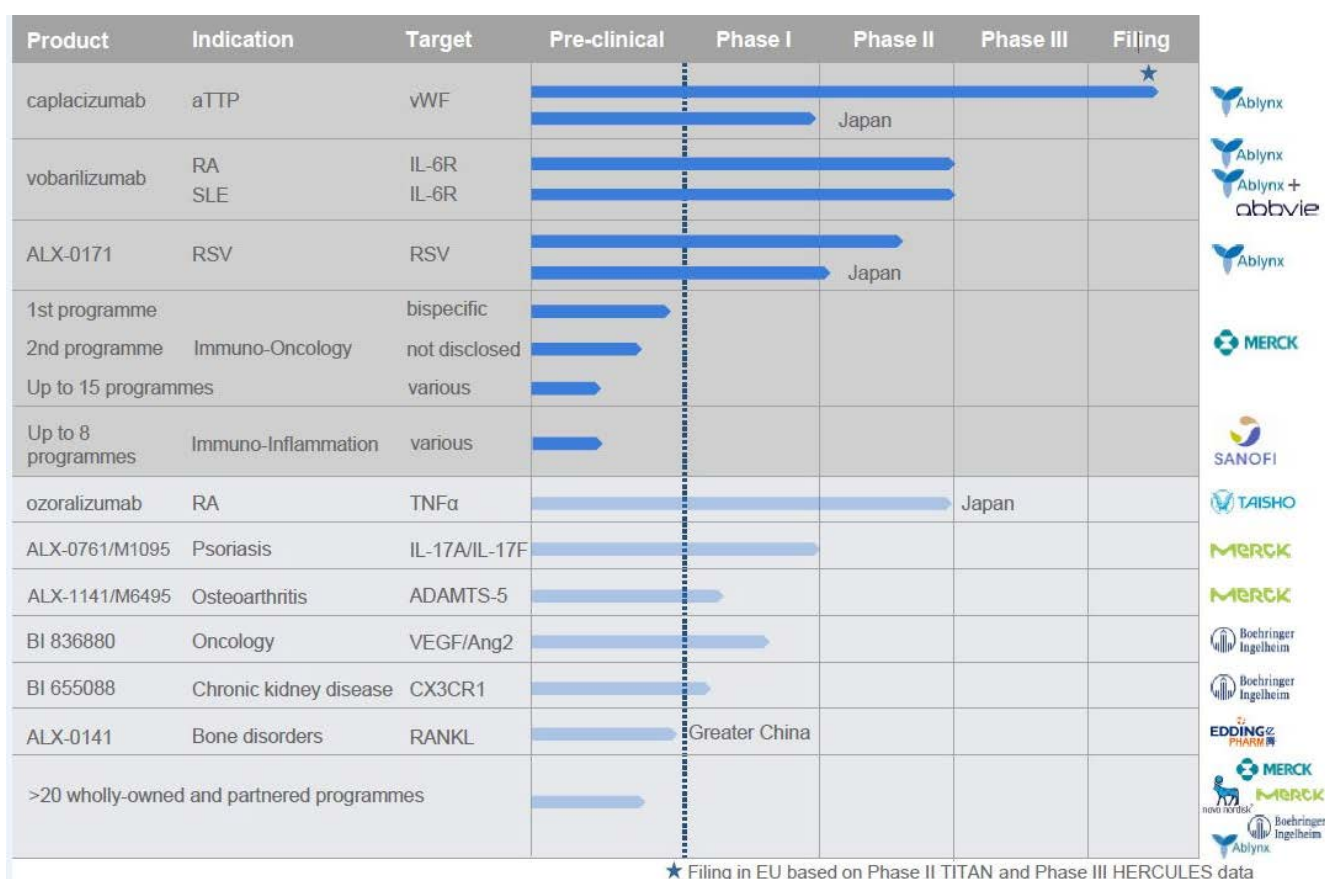 Product Indication Target Pre-clinical Phase I Phase II Phase III Filing
caplacizumab aTTP vWF
Ablynx
Japan
vobarilizumab RA IL-6R
Ablynx
SLE IL-6R
Ablynx +
abbvie
ALX-0171 RSV RSV
Ablynx
Japan
1st programme bispecific
2nd programme Immuno-Oncology not disclosed
MERCK
Up to 15 programmes various
Up to 8
programmes Immuno-Inflammation various
SANOFI
ozoralizumab RA TNFα Japan
TAISHO
ALX-0761/M1095 Psoriasis IL-17A/IL-17F
MERCK
ALX-1141/M6495 Osteoarthritis ADAMTS-5
MERCK
BI 836880 Oncology VEGF/Ang2
Boehringer
Ingelheim
BI 655088 Chronic kidney disease CX3CR1
Boehringer
Ingelheim
ALX-0141 Bone disorders RANKL Greater China
EDDING
PHARM
>20 wholly-owned and partnered programmes
MERCK
MERCK
novo nordisk
Boehringer
Ingelheim
Ablynx
★ Filing in EU based on Phase II TITAN and Phase III HERCULES data